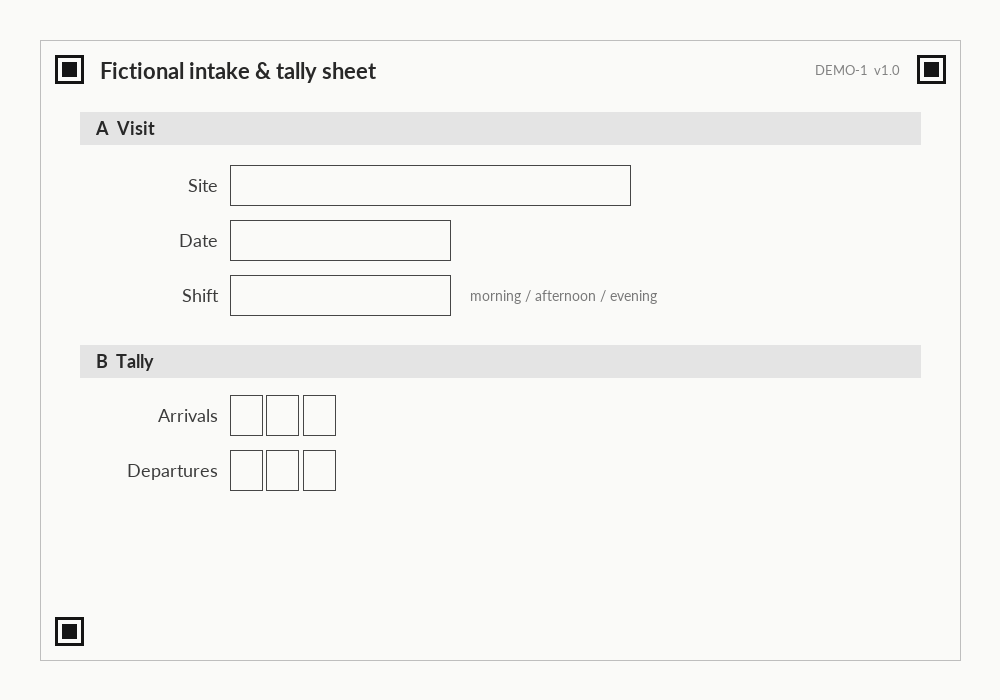 Fictional intake & tally sheet
DEMO-1 v1.0
A Visit
Site
Date
Shift
morning / afternoon / evening
B Tally
Arrivals
Departures